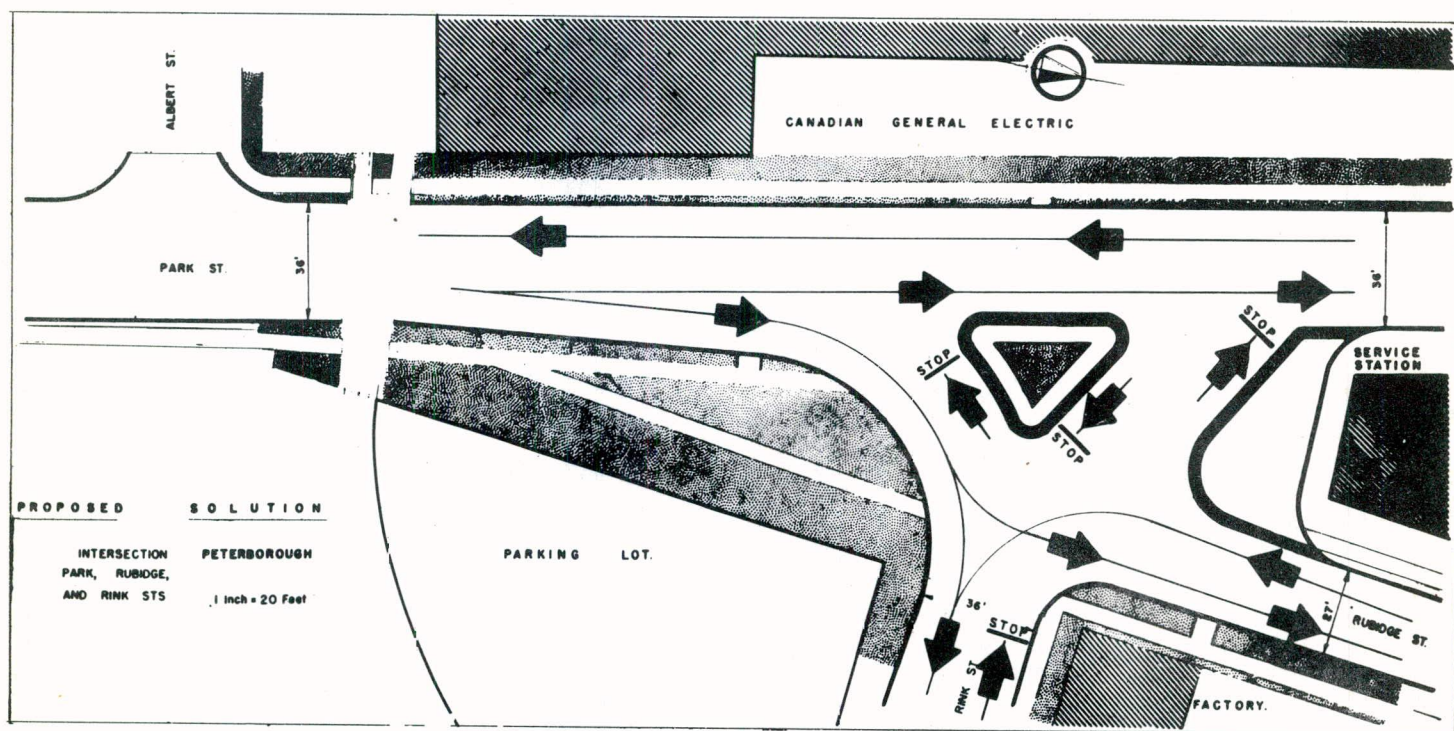 ALBERT ST.
CANADIAN GENERAL ELECTRIC
PARK ST.
36'
36'
STOP
STOP
STOP
SERVICE
STATION
PROPOSED SOLUTION
INTERSECTION PETERBOROUGH
PARK, RUBIDGE,
AND RINK STS 1 Inch = 20 Feet
PARKING LOT.
36'
STOP
RINK ST
27'
RUBIDGE ST.
FACTORY.